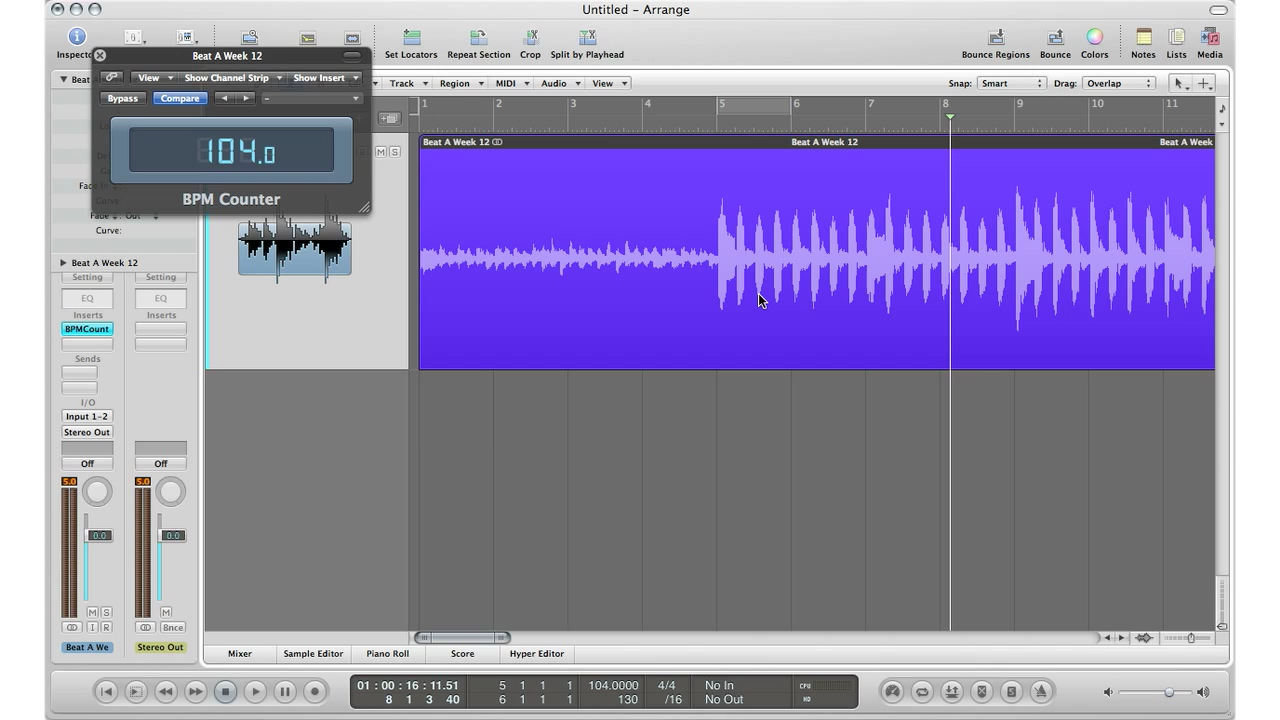 Untitled - Arrange
Set Locators Repeat Section Crop Split by Playhead Bounce Regions Bounce Colors Notes Lists Media
Beat A Week 12
View Show Channel Strip Show Insert
Track Region MIDI Audio View Snap: Smart Drag: Overlap
Bypass Compare -
1 2 3 4 5 6 7 8 9 10 11
104.0
BPM Counter
M S
Beat A Week 12 Beat A Week 12 Beat A Week
Fade Out
Curve:
Beat A Week 12
Setting Setting
EQ EQ
Inserts Inserts
BPMCount
Sends
I/O
Input 1-2
Stereo Out
Off Off
5.0 5.0
0.0 0.0
M S M
I R Bnce
Beat A We Stereo Out
Mixer Sample Editor Piano Roll Score Hyper Editor
01 : 00 : 16 : 11.51 5 1 1 1 104.0000 4/4 No In CPU
8 1 3 40 6 1 1 1 130 /16 No Out HD